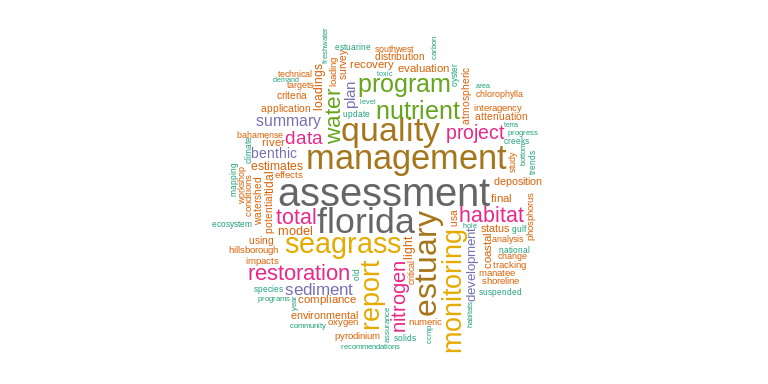 freshwater
carbon
estuarine
southwest
distribution
survey
recovery
evaluation
toxic
technical
demand
targets
criteria
loadings
loading
plan
program
atmospheric
oyster
area
chlorophylla
level
application
update
nutrient
interagency
attenuation
summary
water
quality
bahamense
river
data
project
terra
progress
creeks
climate
benthic
management
study
bottom
trends
mapping
workshop
conditions
estimates
tidal
effects
assessment
deposition
watershed
potential
final
phosphorus
ecosystem
total
florida
estuary
usa
habitat
hole
status
gulf
model
using
hillsborough
seagrass
light
monitoring
development
coastal
analysis
national
change
impacts
tracking
restoration
old
critical
manatee
shoreline
species
sediment
report
nitrogen
suspended
programs
year
compliance
environmental
habitats
community
oxygen
numeric
pyrodinium
assurance
solids
ccmp
recommendations